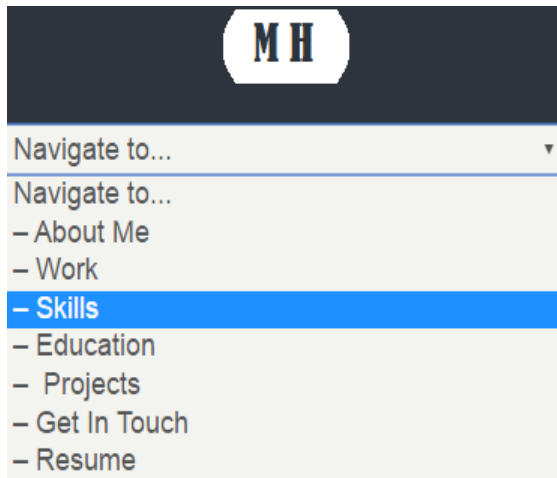 M H
Navigate to...
Navigate to...
– About Me
– Work
– Skills
– Education
–  Projects
– Get In Touch
– Resume